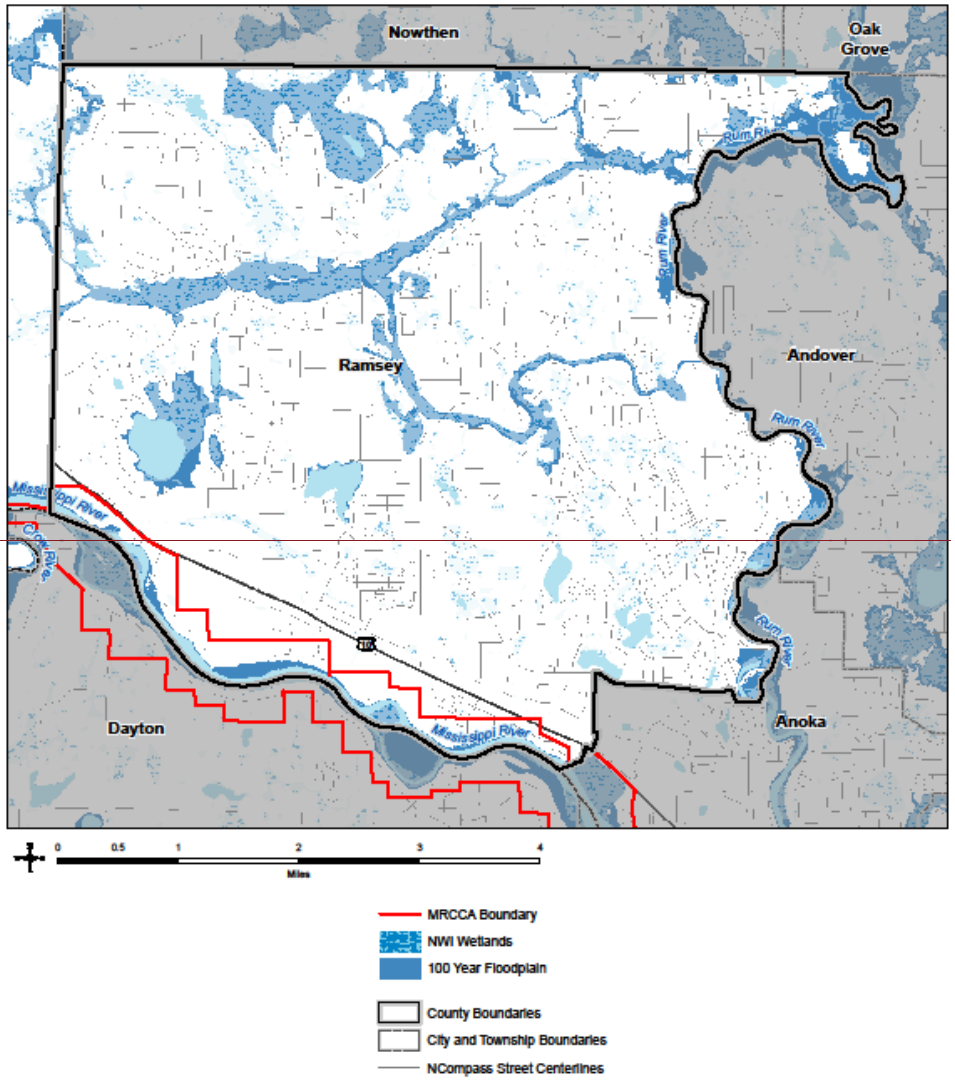 Nowthen
Oak
Grove
Rum River
Rum River
Andover
Ramsey
Rum River
Mississippi River
Crow River
Rum River
Dayton
Mississippi River
Anoka
0 0.5 1 2 3 4
Miles
MRCCA Boundary
NWI Wetlands
100 Year Floodplain
County Boundaries
City and Township Boundaries
NCompass Street Centerlines